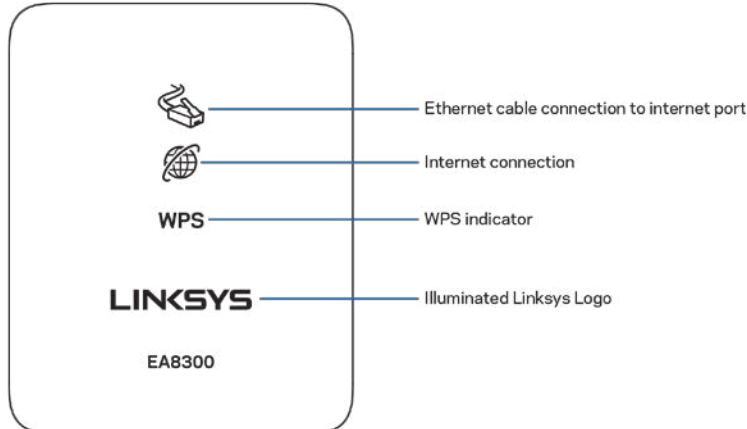 Ethernet cable connection to internet port
Internet connection
WPS WPS indicator
LINKSYS Illuminated Linksys Logo
EA8300